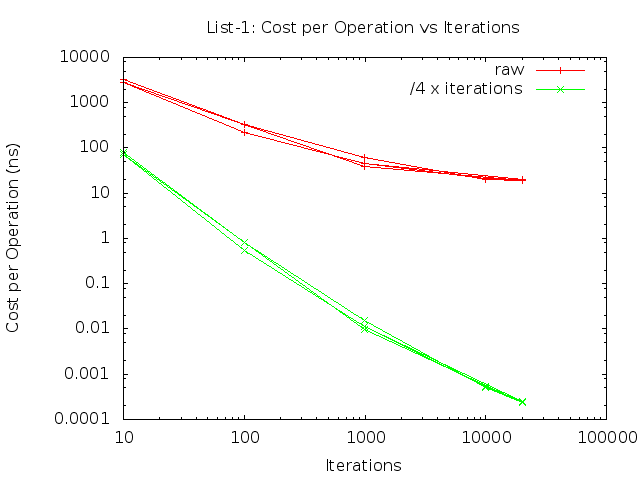 List-1: Cost per Operation vs Iterations
raw
/4 x iterations
Cost per Operation (ns)
10000
1000
100
10
1
0.1
0.01
0.001
0.0001
10 100 1000 10000 100000
Iterations